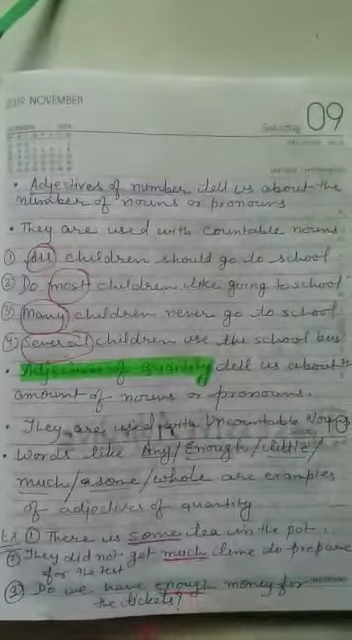 2019 NOVEMBER
Saturday 09
• Adjectives of number tell us about the
number of nouns or pronouns
• They are used with countable nouns
① All children should go to school
② Do most children like going to school
③ Many children never go to school
④ Several children use the school bus
• Adjectives of quantity tell us about the
amount of nouns or pronouns.
• They are used with Uncountable Nouns
• Words like Any/Enough/little/
much/some/whole are examples
of adjectives of quantity
Ex ① There is some tea in the pot.
② They did not get much time to prepare
for the test
③ Do we have enough money for
the tickets?